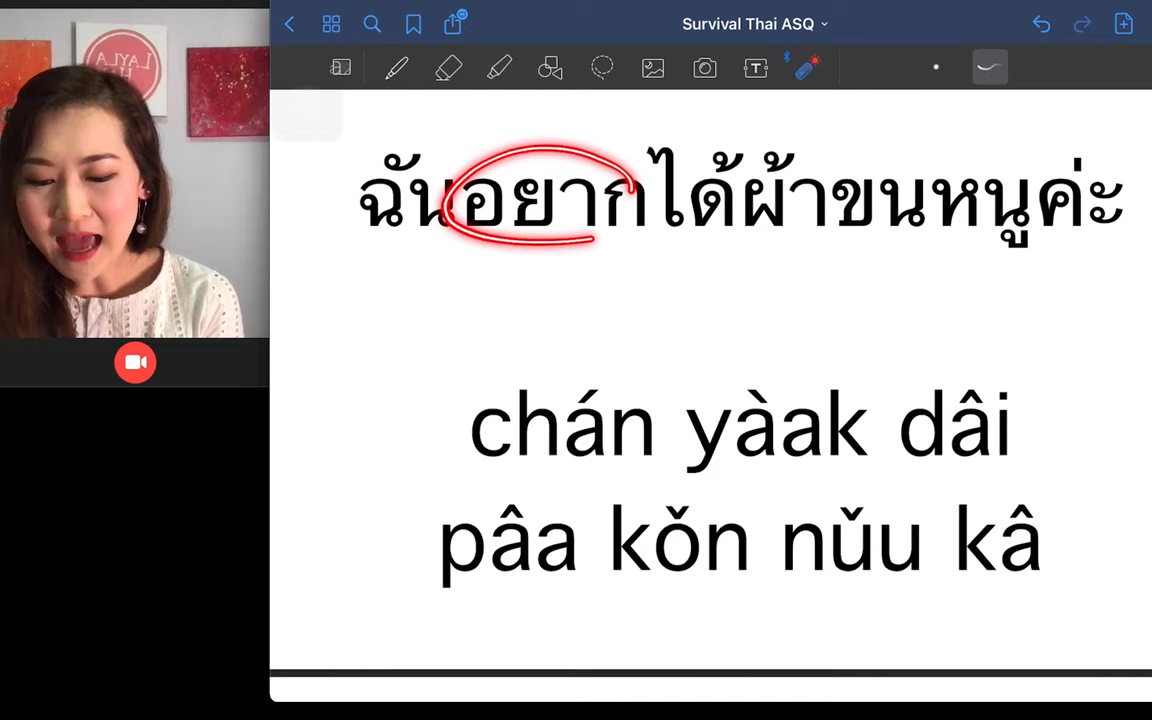 Survival Thai ASQ
LAYLA
T
ฉันอยากได้ผ้าขนหนูค่ะ
chán yàak dâi
pâa kǒn nǔu kâ